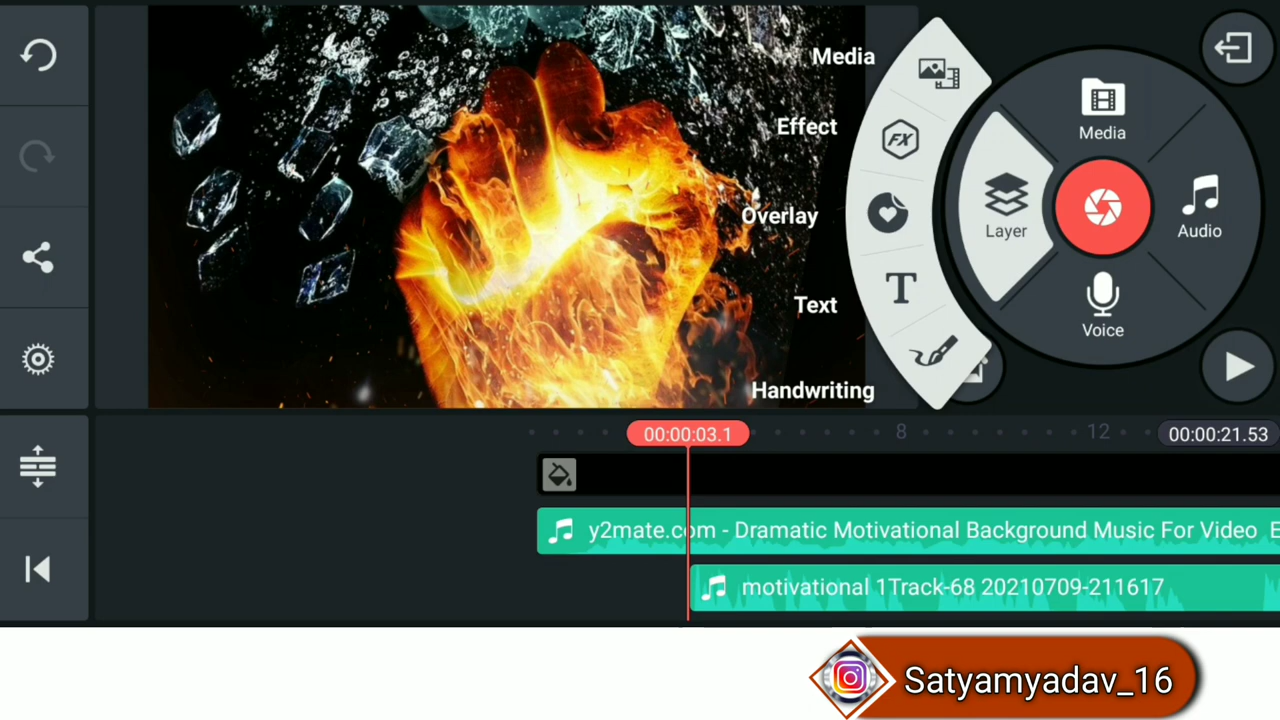 Media
Effect
Overlay
Text
Handwriting
FX
T
Media
Layer
Audio
Voice
00:00:03.1
8
12
00:00:21.53
y2mate.com - Dramatic Motivational Background Music For Video E
motivational 1Track-68 20210709-211617
Satyamyadav_16